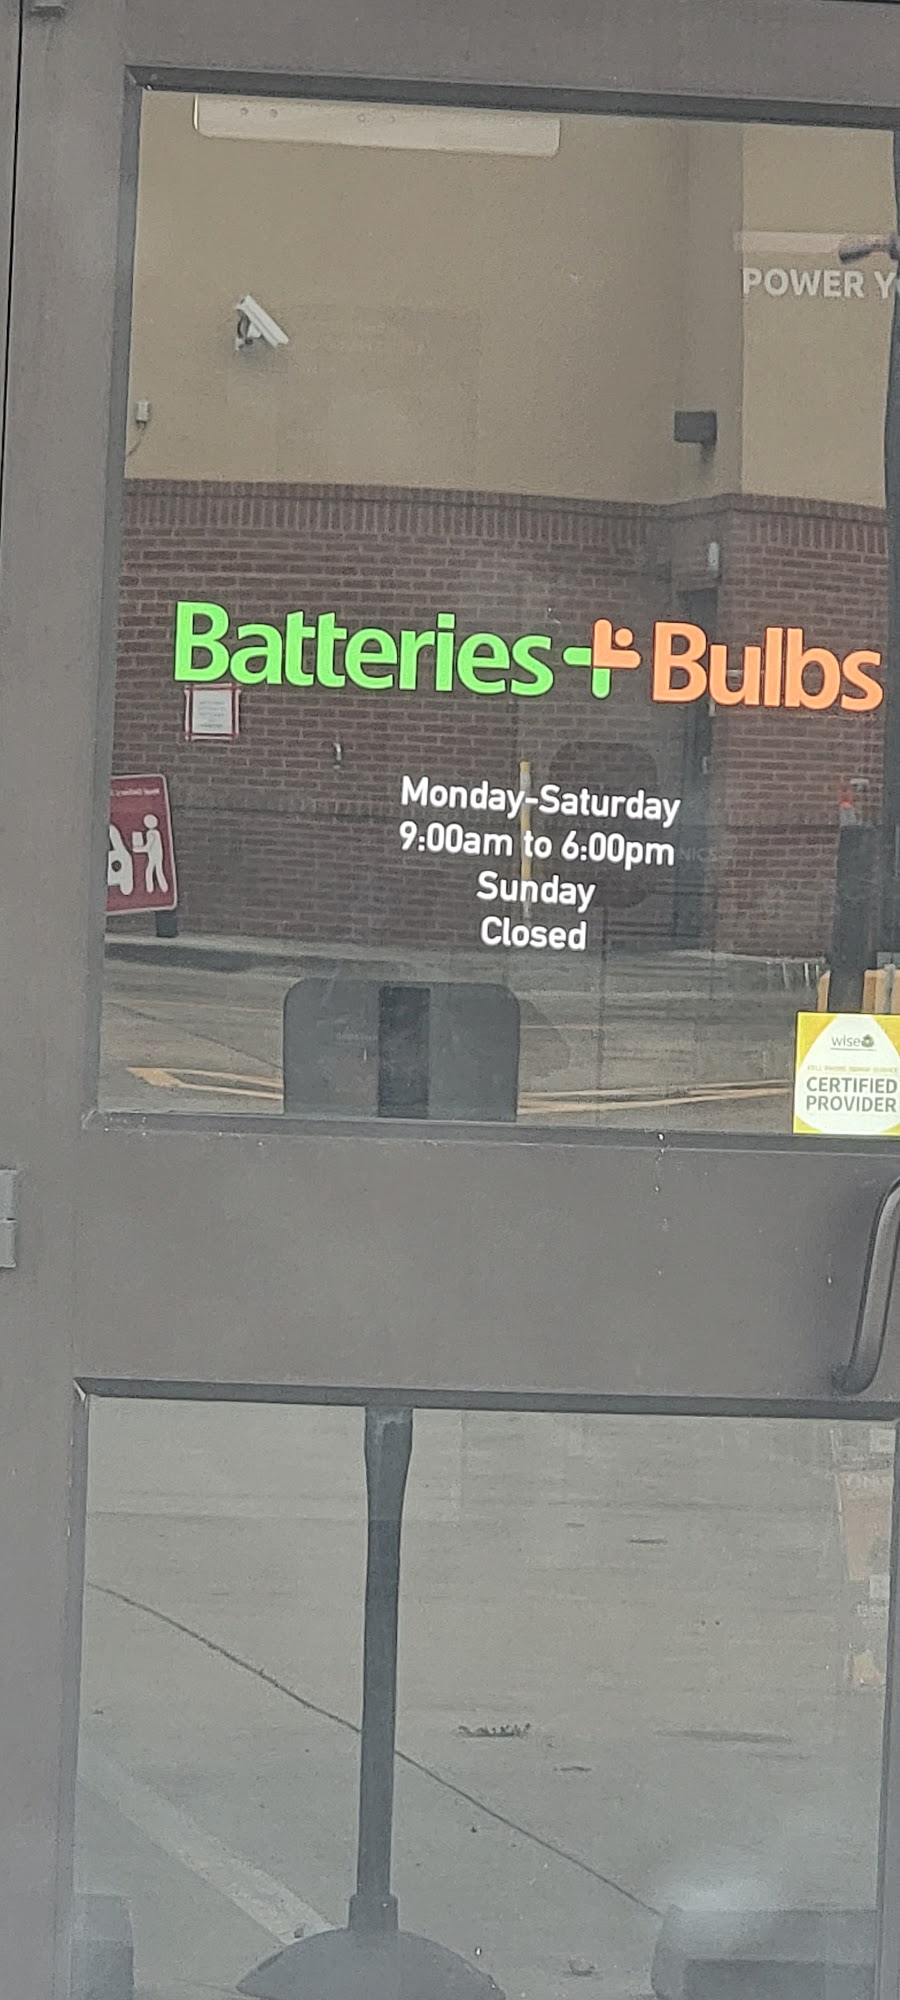 POWER Y
Batteries + Bulbs
Monday-Saturday
9:00am to 6:00pm
Sunday
Closed
wise
CERTIFIED
PROVIDER